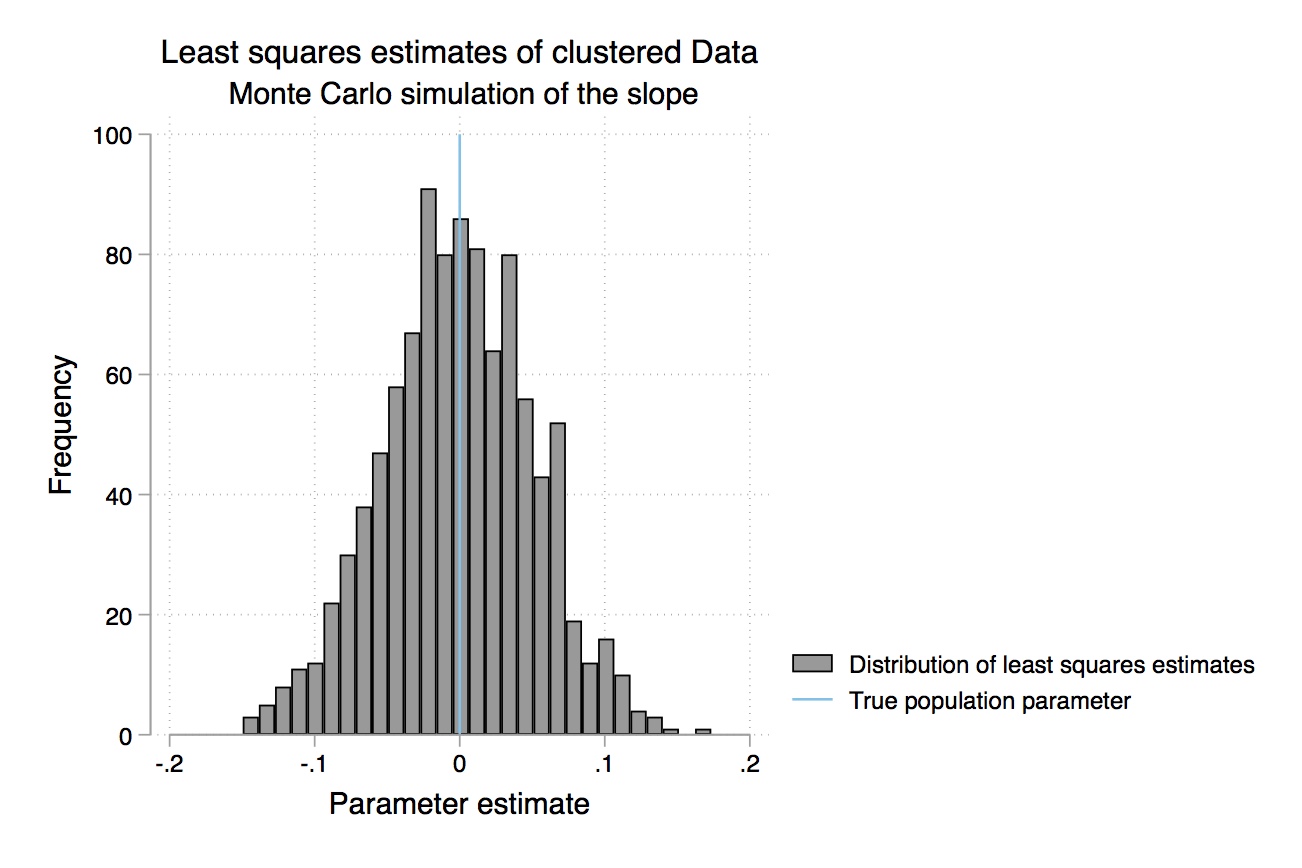 Least squares estimates of clustered Data
Monte Carlo simulation of the slope
100
80
60
40
20
0
Frequency
-.2 -.1 0 .1 .2
Parameter estimate
Distribution of least squares estimates
True population parameter